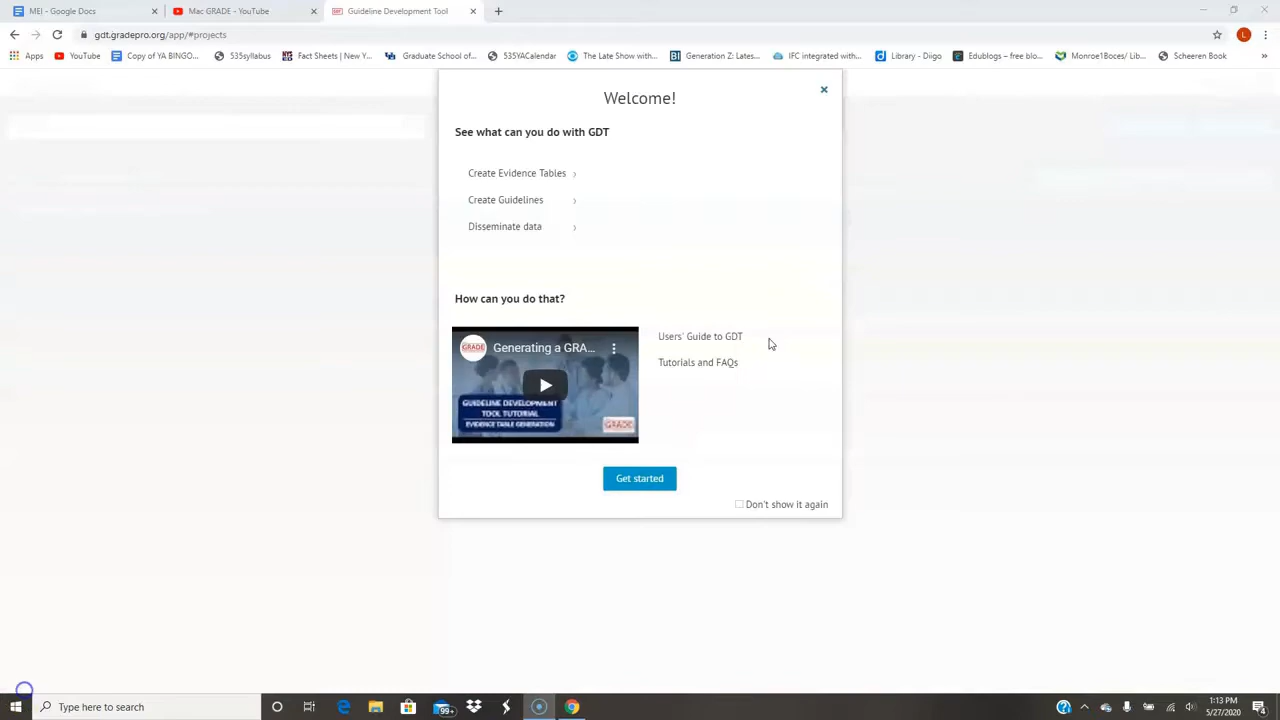 MEI - Google Docs
Mac GRADE - YouTube
Guideline Development Tool
gdt.gradepro.org/app/#projects
L
Apps
YouTube
Copy of YA BINGO...
535syllabus
Fact Sheets | New Y...
Graduate School of...
535YACalendar
The Late Show with...
Generation Z: Lates...
IFC integrated with...
Library - Diigo
Edublogs – free blo...
Monroe1Boces/ Lib...
Scheeren Book
Welcome!
See what can you do with GDT
Create Evidence Tables
Create Guidelines
Disseminate data
How can you do that?
GRADE
Generating a GRA...
GUIDELINE DEVELOPMENT
TOOL TUTORIAL
EVIDENCE TABLE GENERATION
GRADE
Users' Guide to GDT
Tutorials and FAQs
Get started
Don't show it again
Type here to search
99+
1:13 PM
5/27/2020